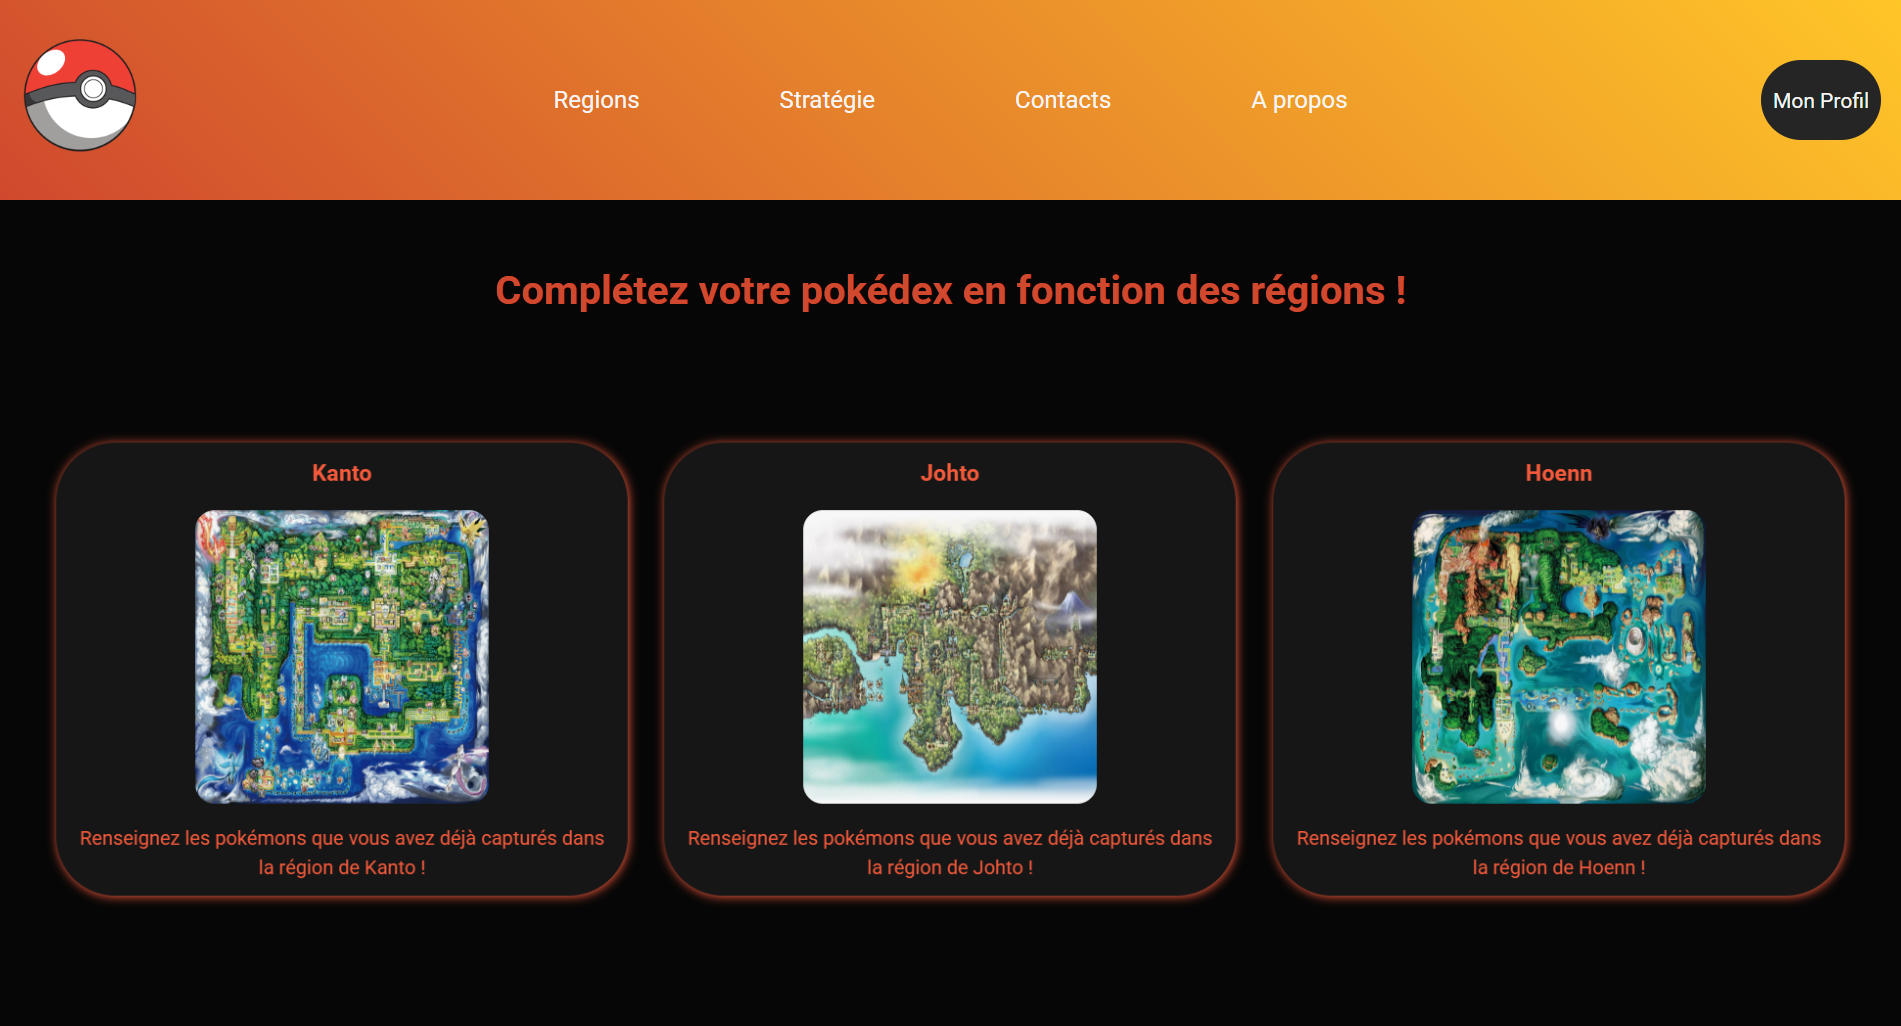 Regions
Stratégie
Contacts
A propos
Mon Profil
Complétez votre pokédex en fonction des régions !
Kanto
Renseignez les pokémons que vous avez déjà capturés dans
la région de Kanto !
Johto
Renseignez les pokémons que vous avez déjà capturés dans
la région de Johto !
Hoenn
Renseignez les pokémons que vous avez déjà capturés dans
la région de Hoenn !